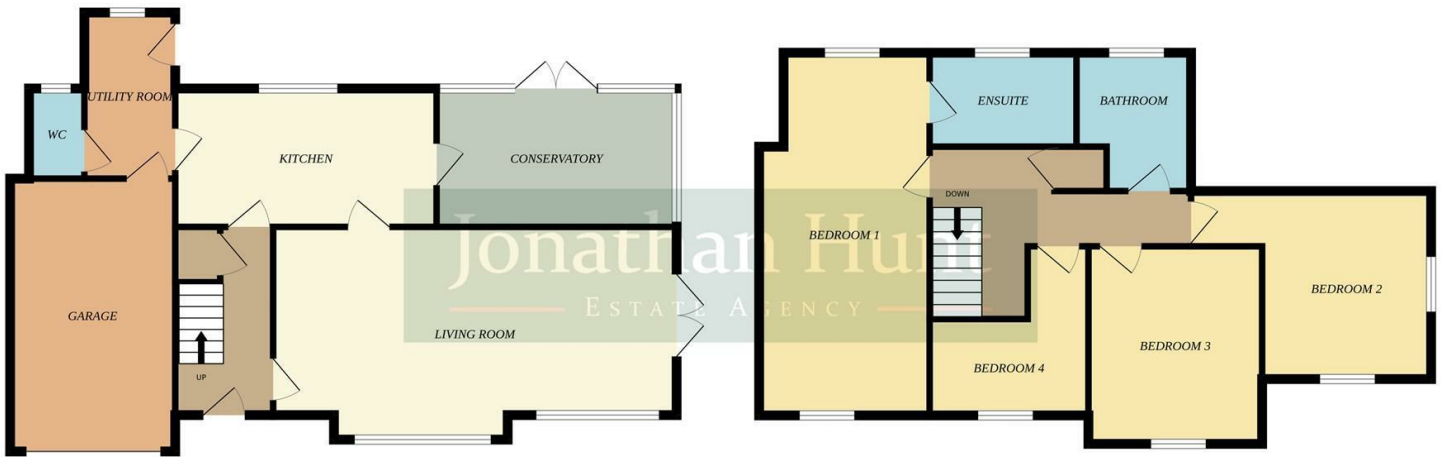 UTILITY ROOM
WC
KITCHEN
CONSERVATORY
GARAGE
UP
LIVING ROOM
Jonathan Hunt
ESTATE AGENCY
ENSUITE
BATHROOM
DOWN
BEDROOM 1
BEDROOM 2
BEDROOM 3
BEDROOM 4